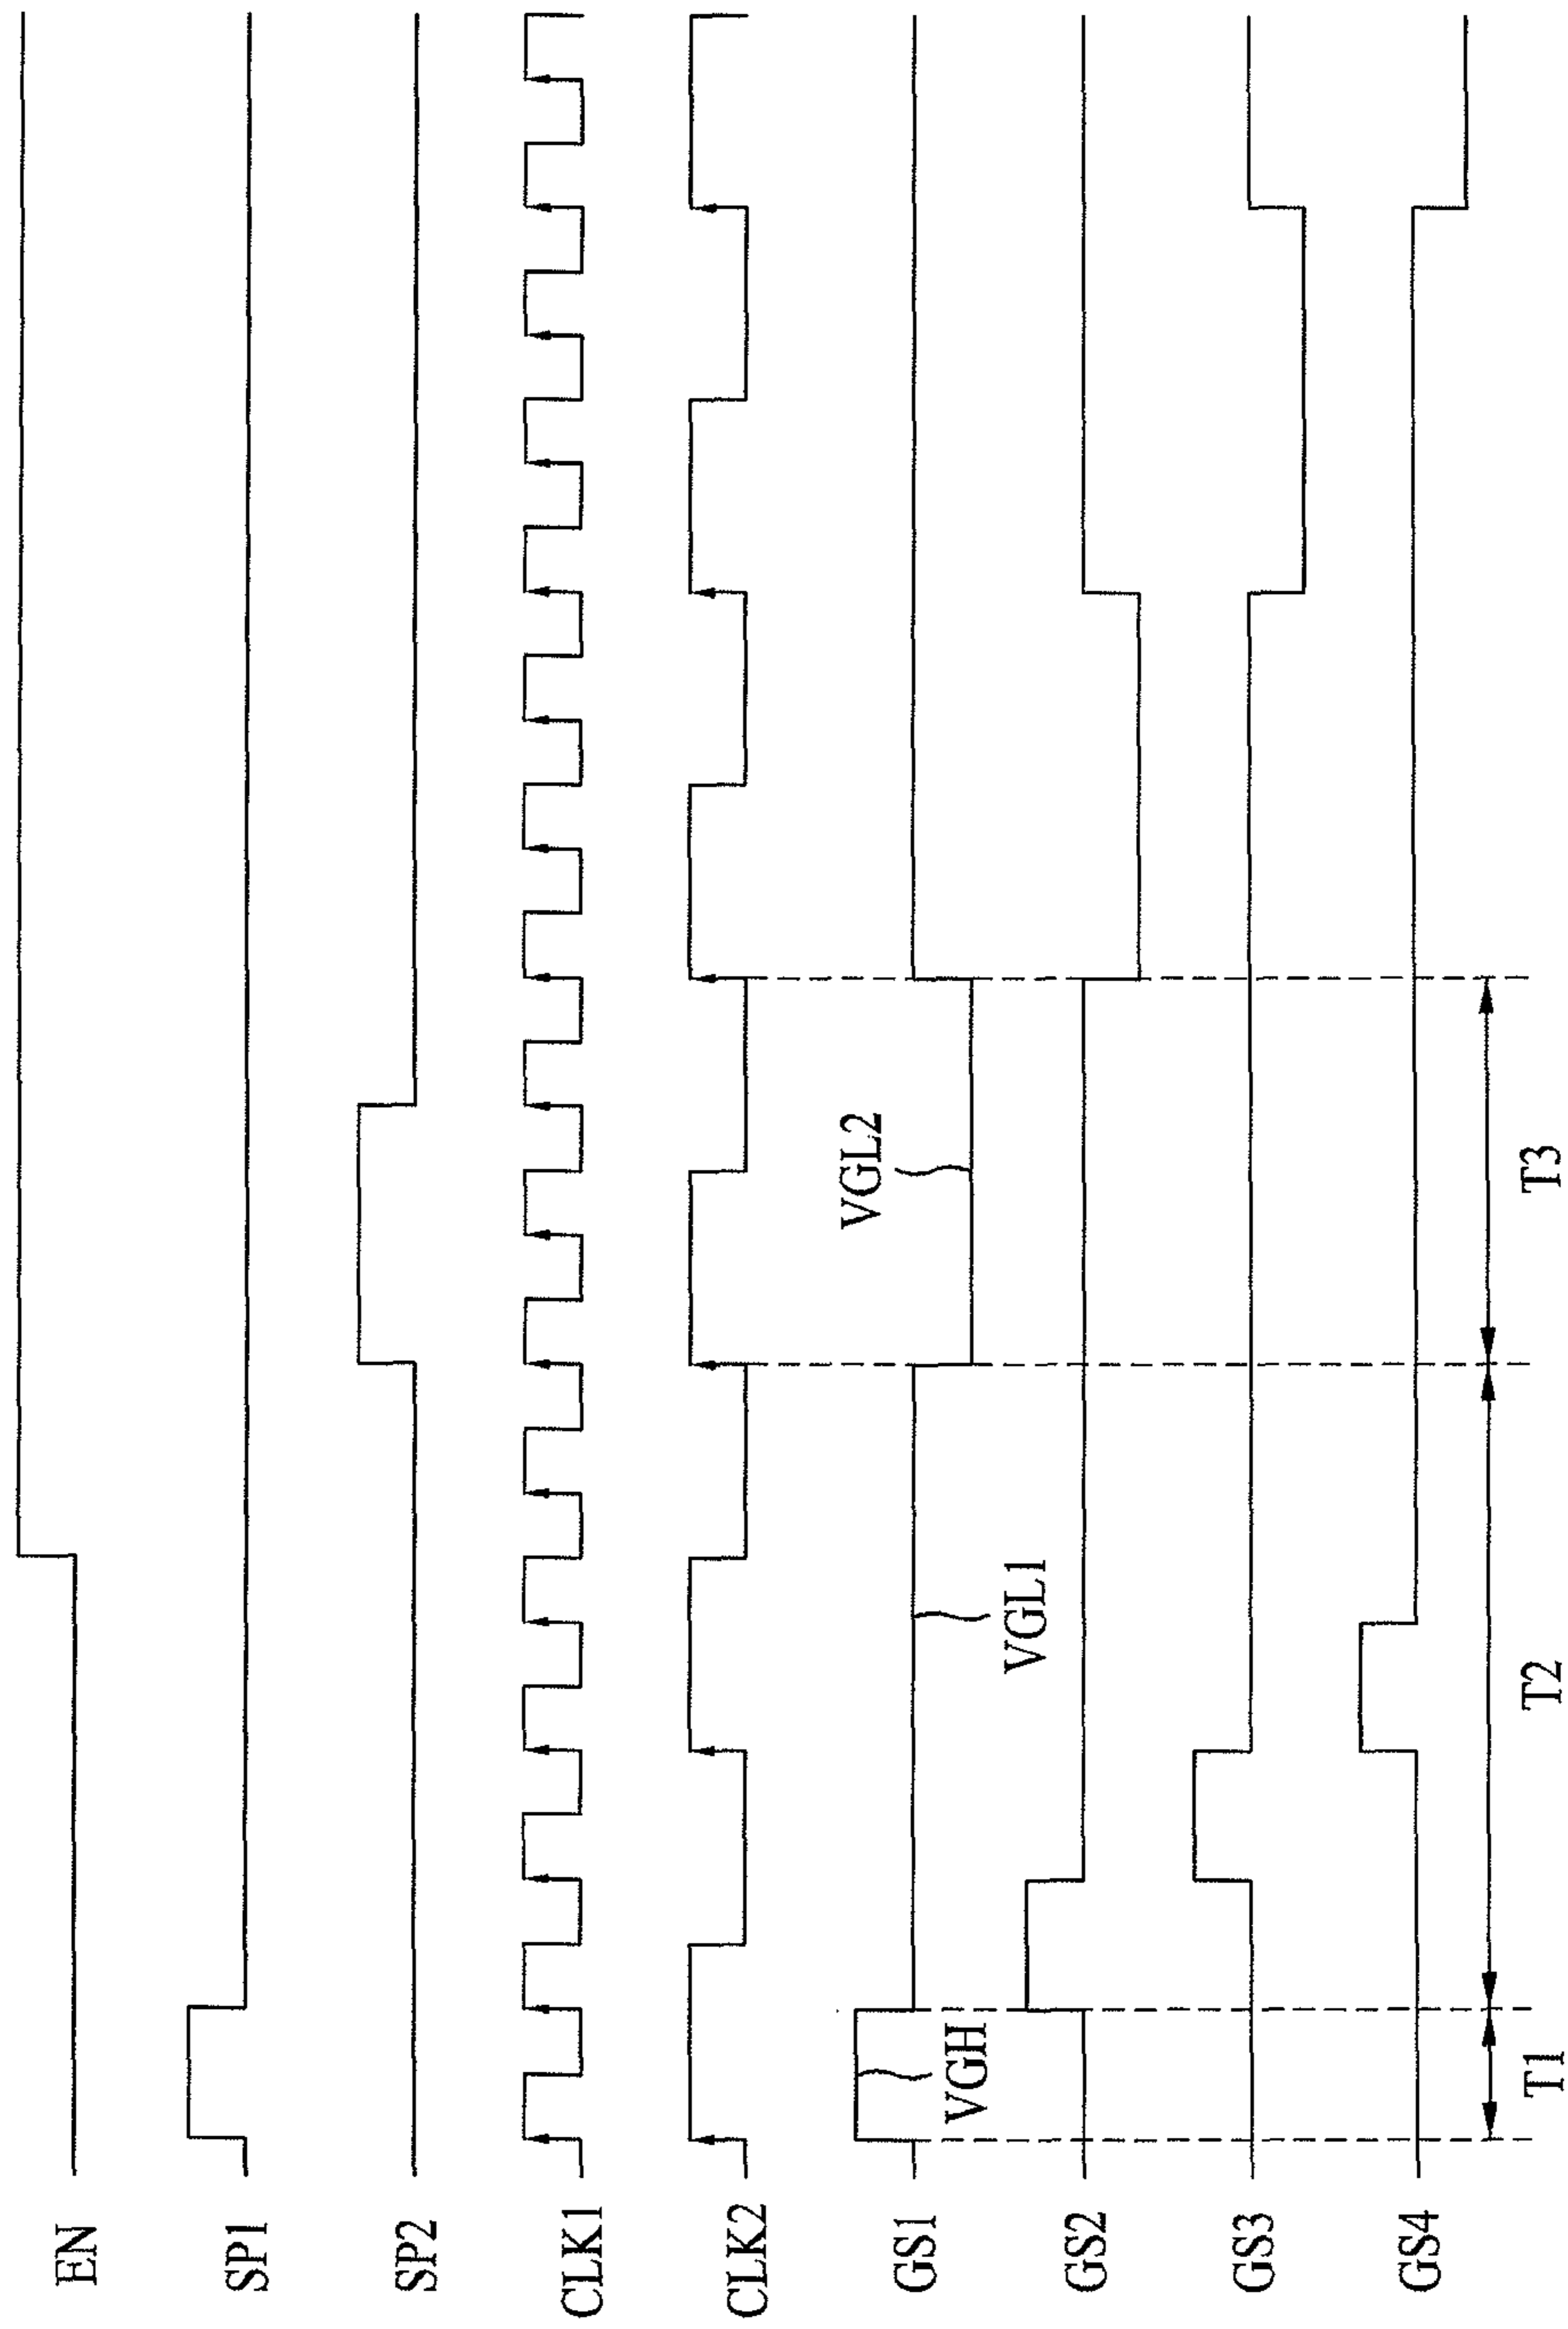 EN
SP1
SP2
CLK1
CLK2
GS1
VGH
VGL1
VGL2
GS2
GS3
GS4
T1
T2
T3